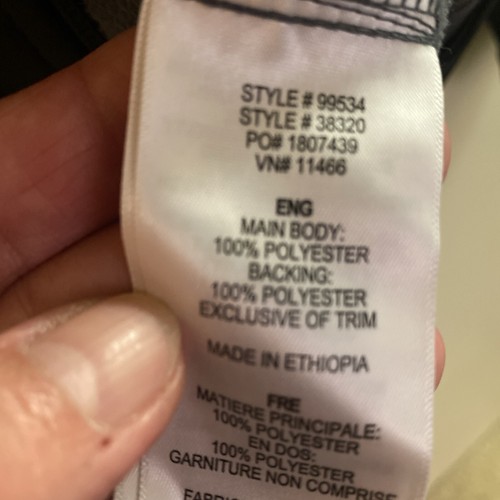 STYLE # 99534
STYLE # 38320
PO# 1807439
VN# 11466
ENG
MAIN BODY:
100% POLYESTER
BACKING:
100% POLYESTER
EXCLUSIVE OF TRIM
MADE IN ETHIOPIA
FRE
MATIERE PRINCIPALE:
100% POLYESTER
EN DOS:
100% POLYESTER
GARNITURE NON COMPRISE